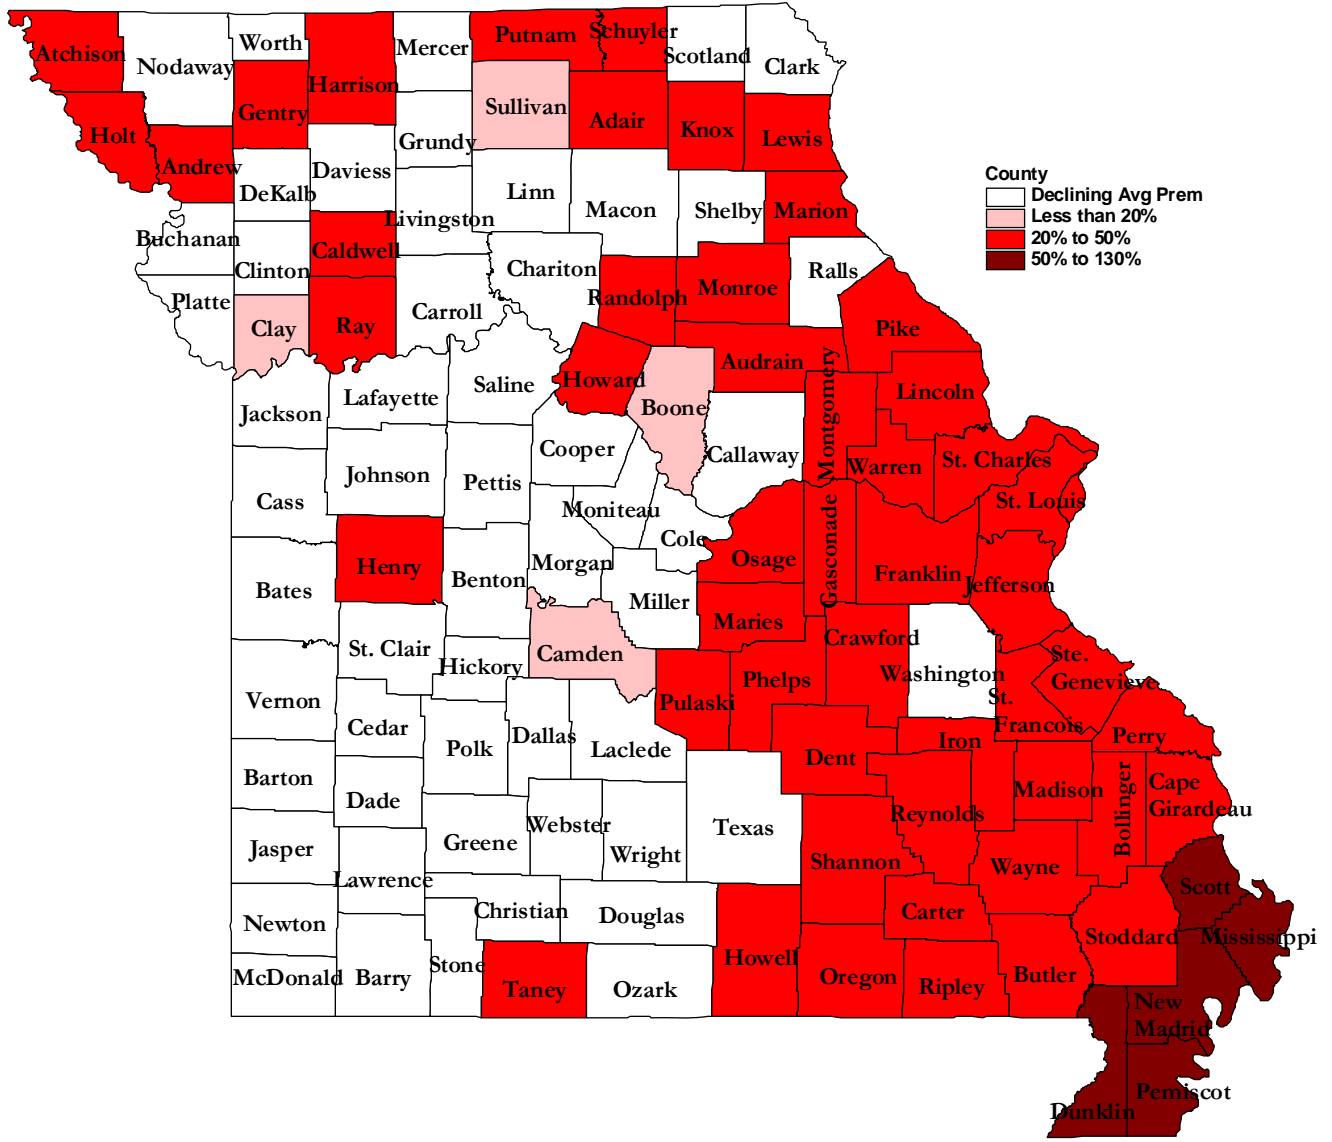 Atchison
Nodaway
Worth
Harrison
Mercer
Putnam
Schuyler
Scotland
Clark
Gentry
Sullivan
Adair
Knox
Lewis
Holt
Andrew
DeKalb
Daviess
Grundy
Linn
Macon
Shelby
Marion
Livingston
Buchanan
Clinton
Caldwell
Chariton
Randolph
Monroe
Ralls
Platte
Clay
Ray
Carroll
Pike
Howard
Audrain
Montgomery
Lincoln
Jackson
Lafayette
Saline
Boone
Callaway
Warren
St. Charles
St. Louis
Cass
Johnson
Pettis
Cooper
Moniteau
Cole
Osage
Gasconade
Franklin
Jefferson
Bates
Henry
Benton
Morgan
Miller
Maries
Crawford
Washington
Ste.
Genevieve
St.
Francois
Perry
Vernon
St. Clair
Hickory
Camden
Pulaski
Phelps
Cedar
Polk
Dallas
Laclede
Dent
Iron
Madison
Bollinger
Cape
Girardeau
Barton
Dade
Greene
Webster
Wright
Texas
Shannon
Reynolds
Wayne
Scott
Jasper
Lawrence
Christian
Douglas
Carter
Stoddard
Mississippi
Newton
McDonald
Barry
Stone
Taney
Ozark
Howell
Oregon
Ripley
Butler
New
Madrid
Pemiscot
Dunklin
County
Declining Avg Prem
Less than 20%
20% to 50%
50% to 130%